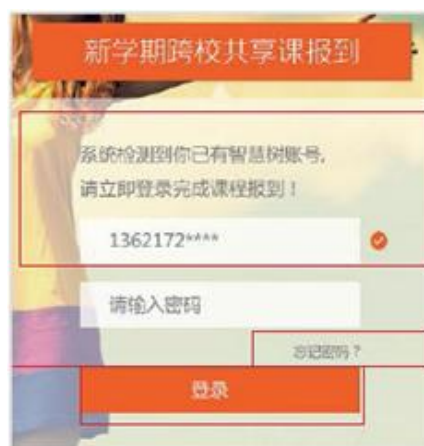 新学期跨校共享课报到
系统检测到你已有智慧树账号,
请立即登录完成课程报到！
1362172****
请输入密码
忘记密码？
登录